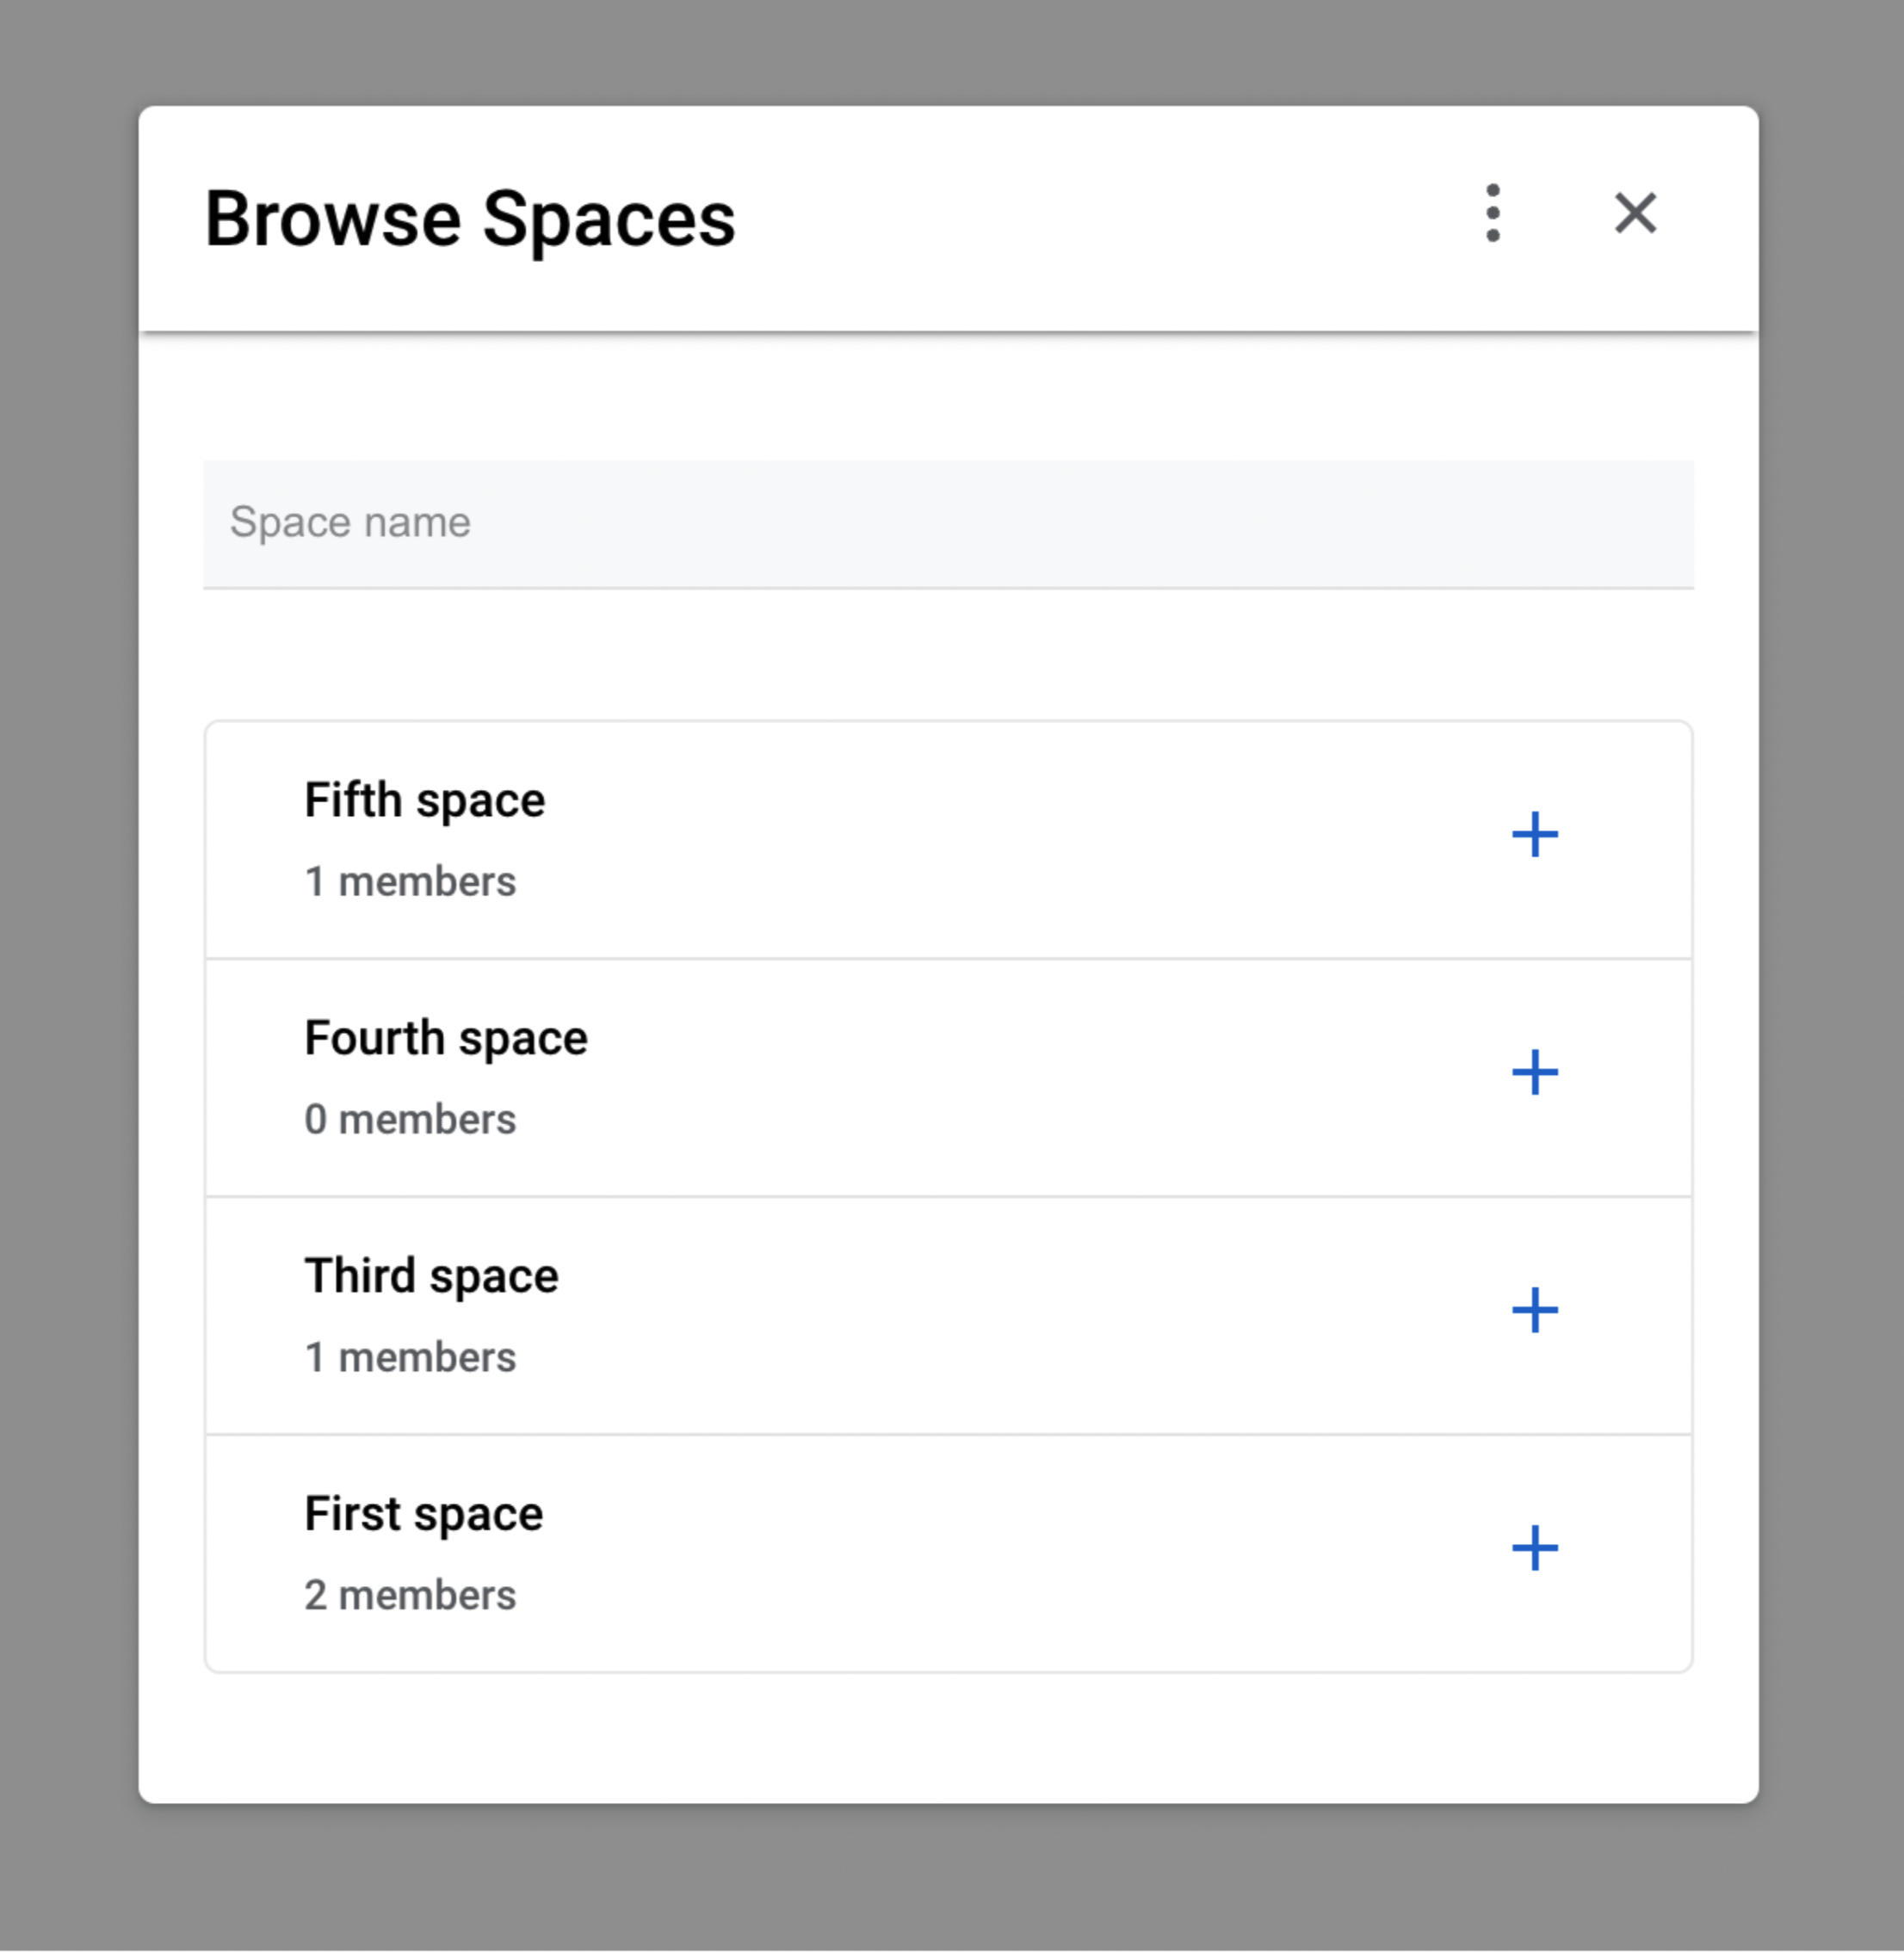 Browse Spaces
Space name
Fifth space
1 members
Fourth space
0 members
Third space
1 members
First space
2 members